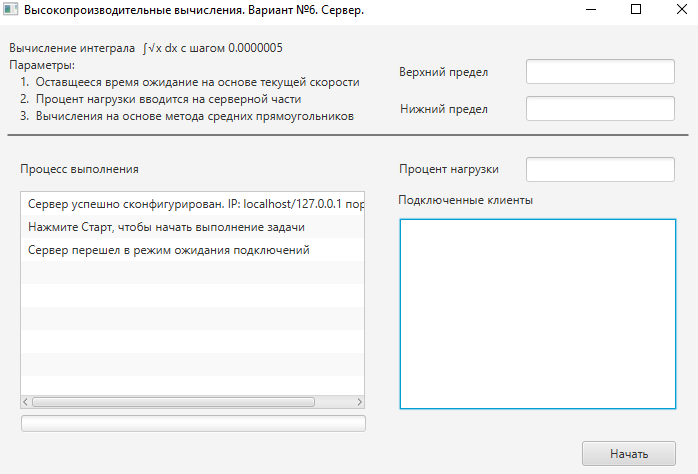 Высокопроизводительные вычисления. Вариант №6. Сервер.
Вычисление интеграла ∫√x dx с шагом 0.0000005
Параметры:
1. Оставщееся время ожидание на основе текущей скорости
2. Процент нагрузки вводится на серверной части
3. Вычисления на основе метода средних прямоугольников
Верхний предел
Нижний предел
Процесс выполнения
Сервер успешно сконфигурирован. IP: localhost/127.0.0.1 пор
Нажмите Старт, чтобы начать выполнение задачи
Сервер перешел в режим ожидания подключений
Процент нагрузки
Подключенные клиенты
Начать